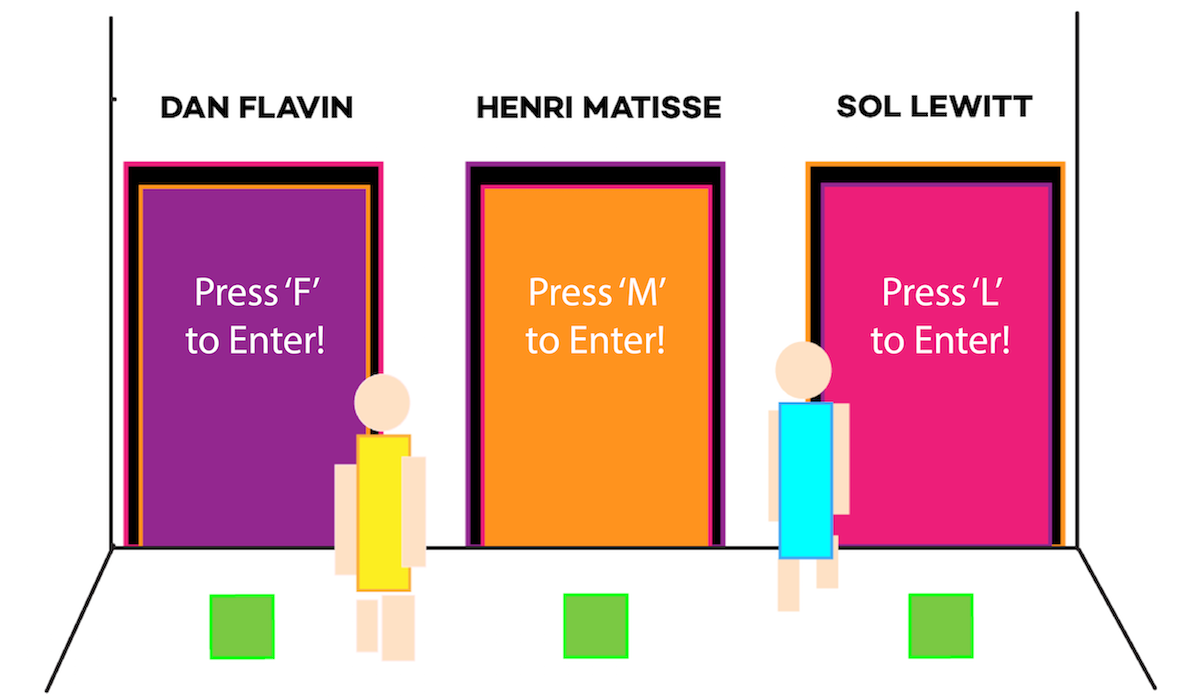 DAN FLAVIN
HENRI MATISSE
SOL LEWITT
Press ‘F’
to Enter!
Press ‘M’
to Enter!
Press ‘L’
to Enter!